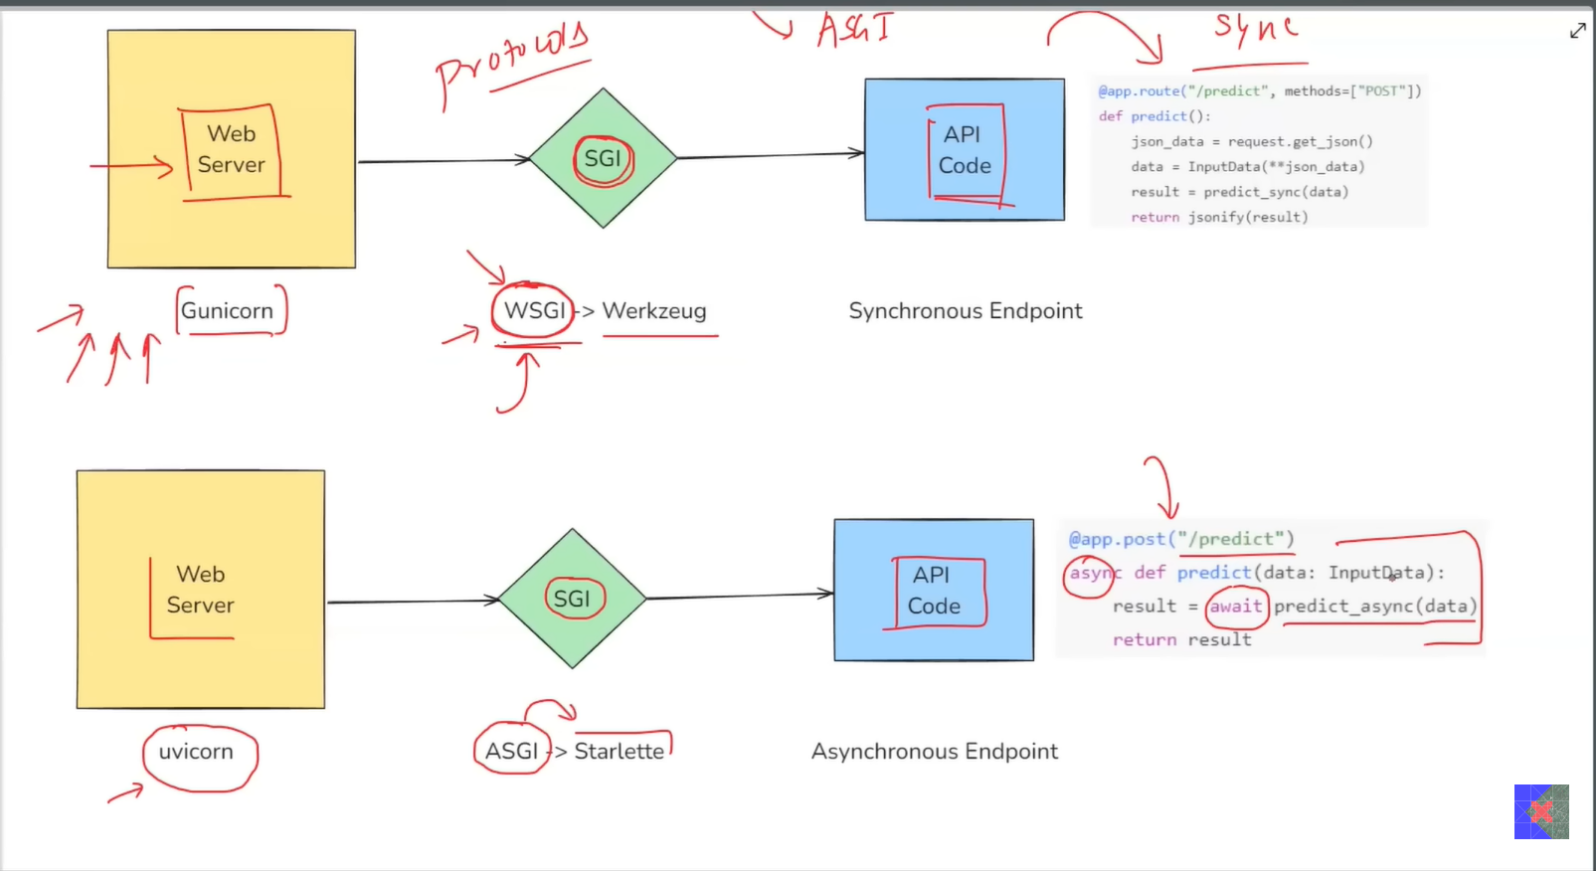 Protocols
ASGI
Sync
Web
Server
SGI
API
Code
@app.route("/predict", methods=["POST"])
def predict():
json_data = request.get_json()
data = InputData(**json_data)
result = predict_sync(data)
return jsonify(result)
Gunicorn
WSGI -> Werkzeug
Synchronous Endpoint
Web
Server
SGI
API
Code
@app.post("/predict")
async def predict(data: InputData):
result = await predict_async(data)
return result
uvicorn
ASGI -> Starlette
Asynchronous Endpoint